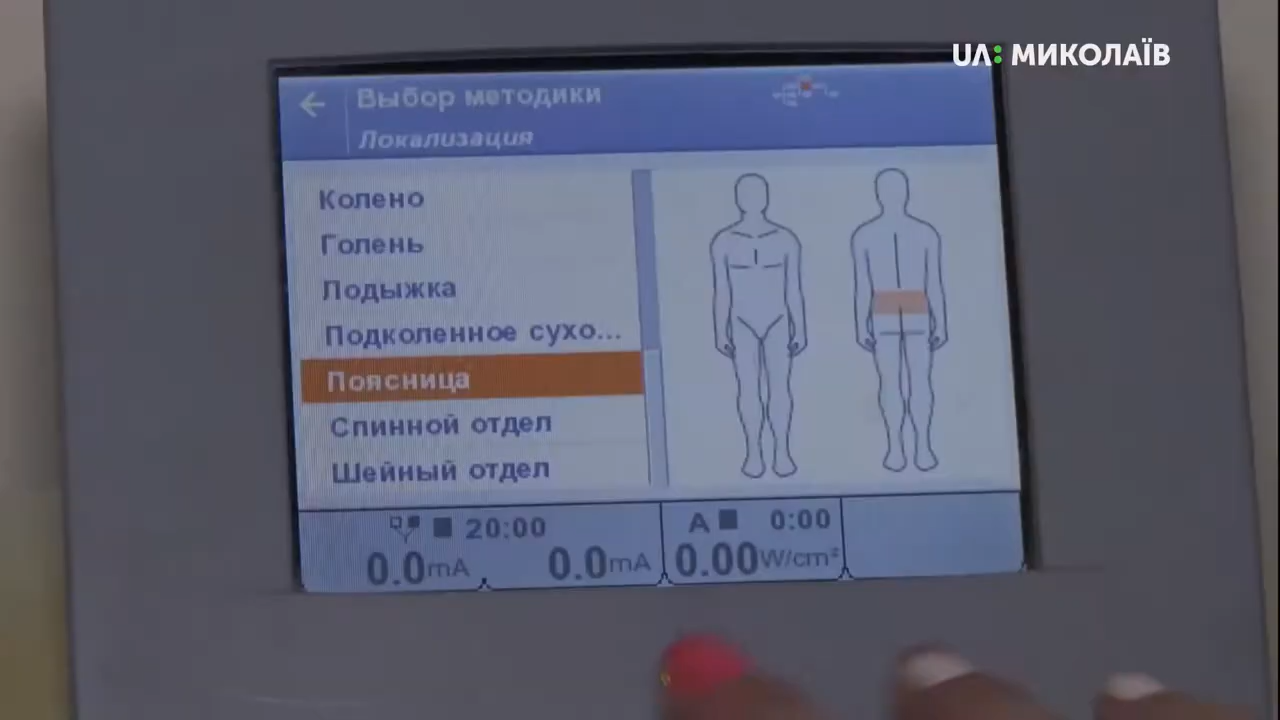 UA: МИКОЛАЇВ
Выбор методики
Локализация
Колено
Голень
Лодыжка
Подколенное сухо...
Поясница
Спинной отдел
Шейный отдел
20:00
A 0:00
0.0mA 0.0mA 0.00W/cm²